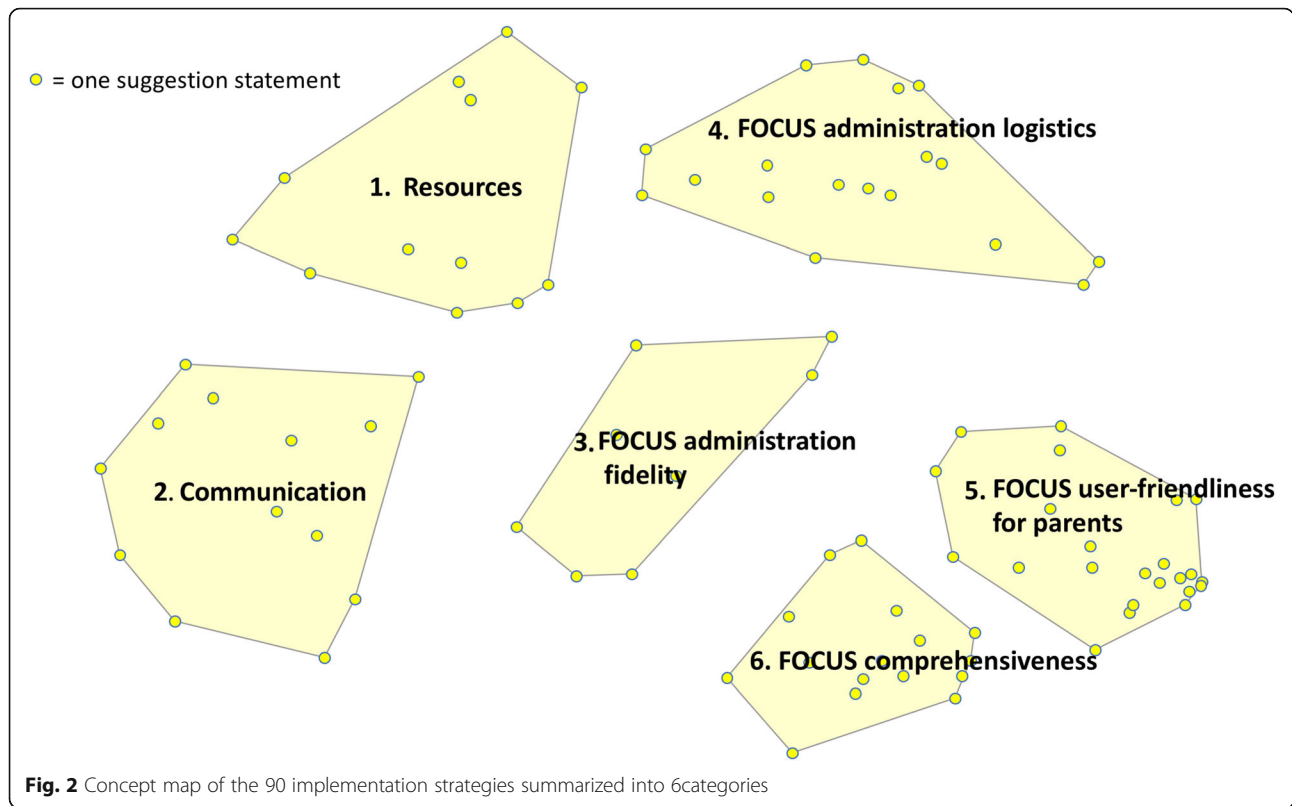 = one suggestion statement
1. Resources
4. FOCUS administration logistics
2. Communication
3. FOCUS administration
fidelity
5. FOCUS user-friendliness
for parents
6. FOCUS comprehensiveness
Fig. 2 Concept map of the 90 implementation strategies summarized into 6categories